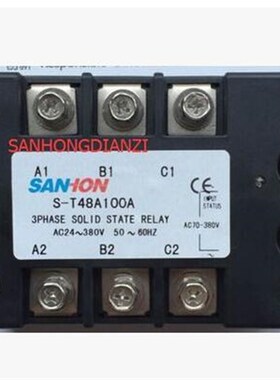 SANHONGDIANZI
A1 B1 C1
SAN-ION
S-T48A100A
3PHASE SOLID STATE RELAY
AC24~380V 50~60HZ
CE
INPUT
STATUS
AC70-380V
A2 B2 C2